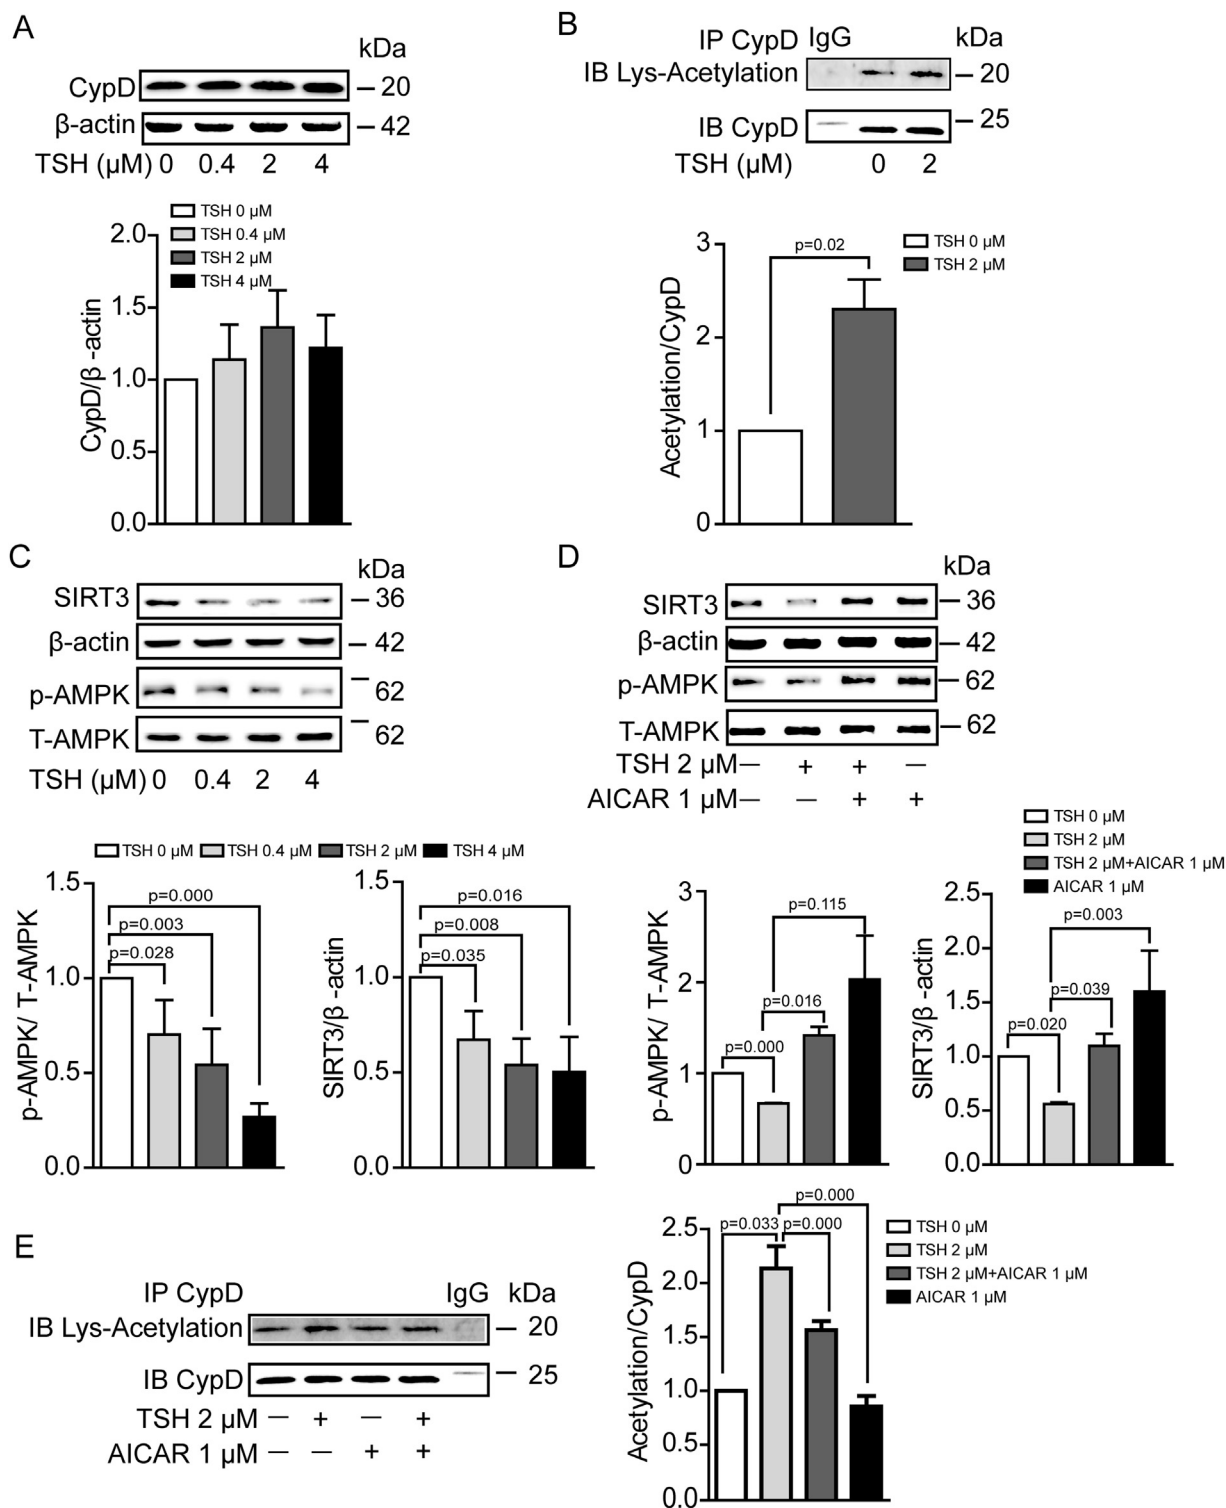 A
kDa
CypD
20
β-actin
42
TSH (μM) 0 0.4 2 4
TSH 0 μM
TSH 0.4 μM
TSH 2 μM
TSH 4 μM
2.0
1.5
1.0
0.5
0.0
CypD/β -actin
B
IP CypD IgG kDa
IB Lys-Acetylation 20
IB CypD 25
TSH (μM) 0 2
TSH 0 μM
TSH 2 μM
p=0.02
3
2
1
0
Acetylation/CypD
C
kDa
SIRT3 36
β-actin 42
p-AMPK 62
T-AMPK 62
TSH (μM) 0 0.4 2 4
TSH 0 μM TSH 0.4 μM TSH 2 μM TSH 4 μM
1.5
1.0
0.5
0.0
p-AMPK/ T-AMPK
p=0.000
p=0.003
p=0.028
1.5
1.0
0.5
0.0
SIRT3/β -actin
p=0.016
p=0.008
p=0.035
D
kDa
SIRT3 36
β-actin 42
p-AMPK 62
T-AMPK 62
TSH 2 μM — + + —
AICAR 1 μM — — + +
TSH 0 μM
TSH 2 μM
TSH 2 μM+AICAR 1 μM
AICAR 1 μM
3
2
1
0
p-AMPK/ T-AMPK
p=0.115
p=0.016
p=0.000
2.5
2.0
1.5
1.0
0.5
0.0
SIRT3/β -actin
p=0.003
p=0.039
p=0.020
E
IP CypD IgG kDa
IB Lys-Acetylation 20
IB CypD 25
TSH 2 μM — + — +
AICAR 1 μM — — + +
2.5
2.0
1.5
1.0
0.5
0.0
Acetylation/CypD
p=0.000
p=0.033
p=0.000
TSH 0 μM
TSH 2 μM
TSH 2 μM+AICAR 1 μM
AICAR 1 μM